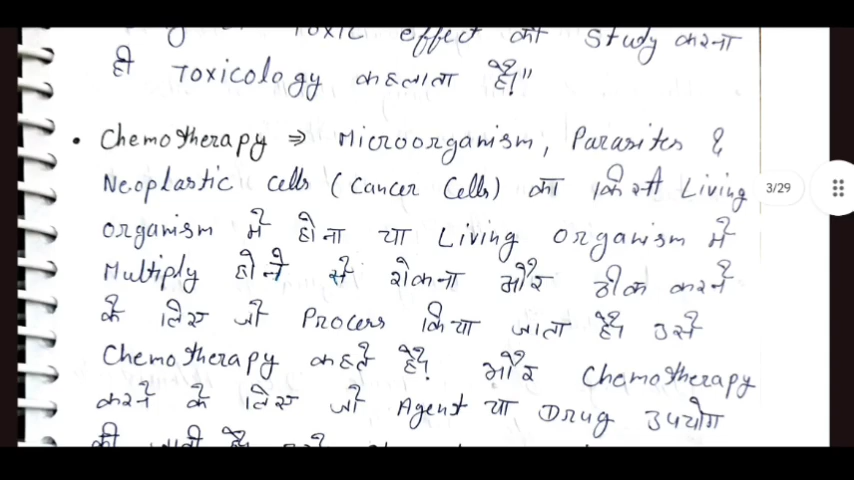 Toxic effect की study करना
ही Toxicology कहलाता है।"
• Chemotherapy ⇒ Microorganism, Parasites &
Neoplastic cells (Cancer Cells) का किसी Living
organism में होना या Living organism में
Multiply होने से रोकना और ठीक करने
के लिए जो Process किया जाता है, उसे
Chemotherapy कहते हैं। और Chemotherapy
करने के लिए जो Agent या Drug उपयोग
की जाती है
3/29